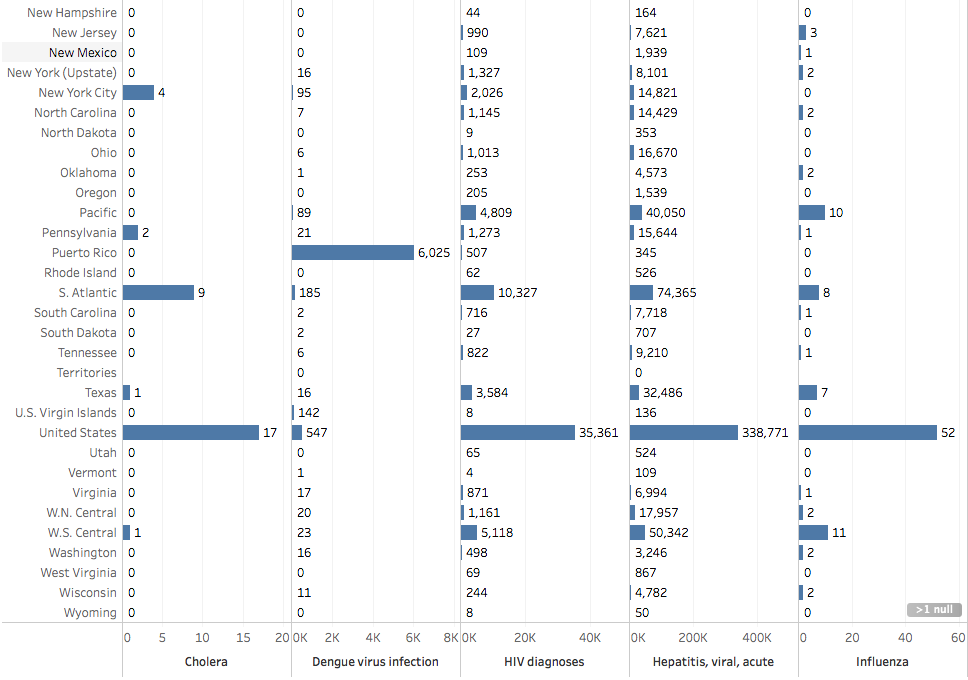 New Hampshire 0 0 44 164 0
New Jersey 0 0 990 7,621 3
New Mexico 0 0 109 1,939 1
New York (Upstate) 0 16 1,327 8,101 2
New York City 4 95 2,026 14,821 0
North Carolina 0 7 1,145 14,429 2
North Dakota 0 0 9 353 0
Ohio 0 6 1,013 16,670 0
Oklahoma 0 1 253 4,573 2
Oregon 0 0 205 1,539 0
Pacific 0 89 4,809 40,050 10
Pennsylvania 2 21 1,273 15,644 1
Puerto Rico 0 6,025 507 345 0
Rhode Island 0 0 62 526 0
S. Atlantic 9 185 10,327 74,365 8
South Carolina 0 2 716 7,718 1
South Dakota 0 2 27 707 0
Tennessee 0 6 822 9,210 1
Territories 0 0
Texas 1 16 3,584 32,486 7
U.S. Virgin Islands 0 142 8 136 0
United States 17 547 35,361 338,771 52
Utah 0 0 65 524 0
Vermont 0 1 4 109 0
Virginia 0 17 871 6,994 1
W.N. Central 0 20 1,161 17,957 2
W.S. Central 1 23 5,118 50,342 11
Washington 0 16 498 3,246 2
West Virginia 0 0 69 867 0
Wisconsin 0 11 244 4,782 2
Wyoming 0 0 8 50 0
>1 null
0 5 10 15 20 0K 2K 4K 6K 8K 0K 20K 40K 0K 200K 400K 0 20 40 60
Cholera Dengue virus infection HIV diagnoses Hepatitis, viral, acute Influenza